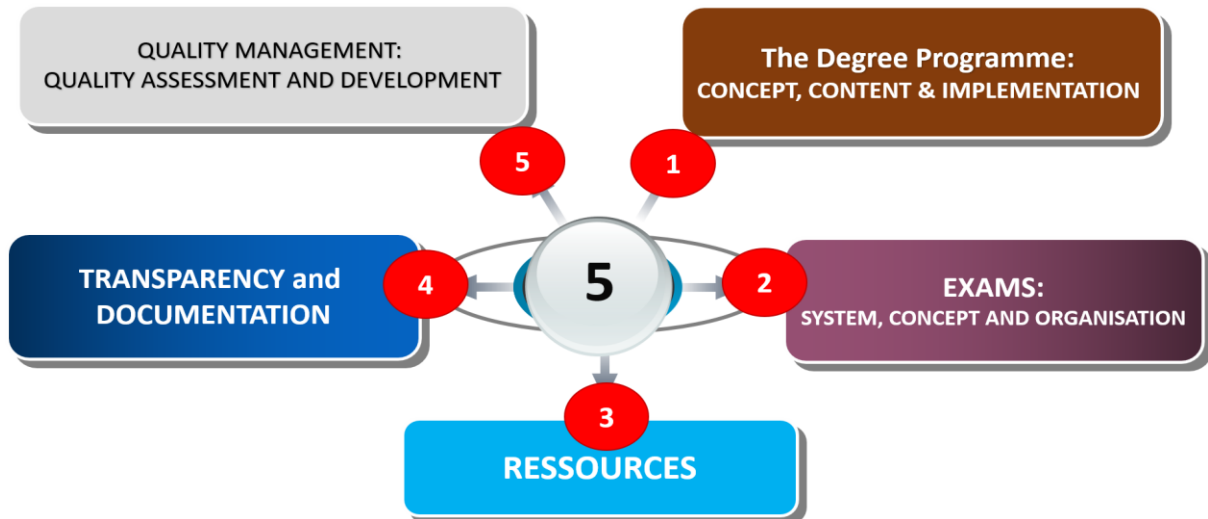 QUALITY MANAGEMENT:
QUALITY ASSESSMENT AND DEVELOPMENT
The Degree Programme:
CONCEPT, CONTENT & IMPLEMENTATION
5
1
TRANSPARENCY and
DOCUMENTATION
4
5
2
EXAMS:
SYSTEM, CONCEPT AND ORGANISATION
3
RESSOURCES